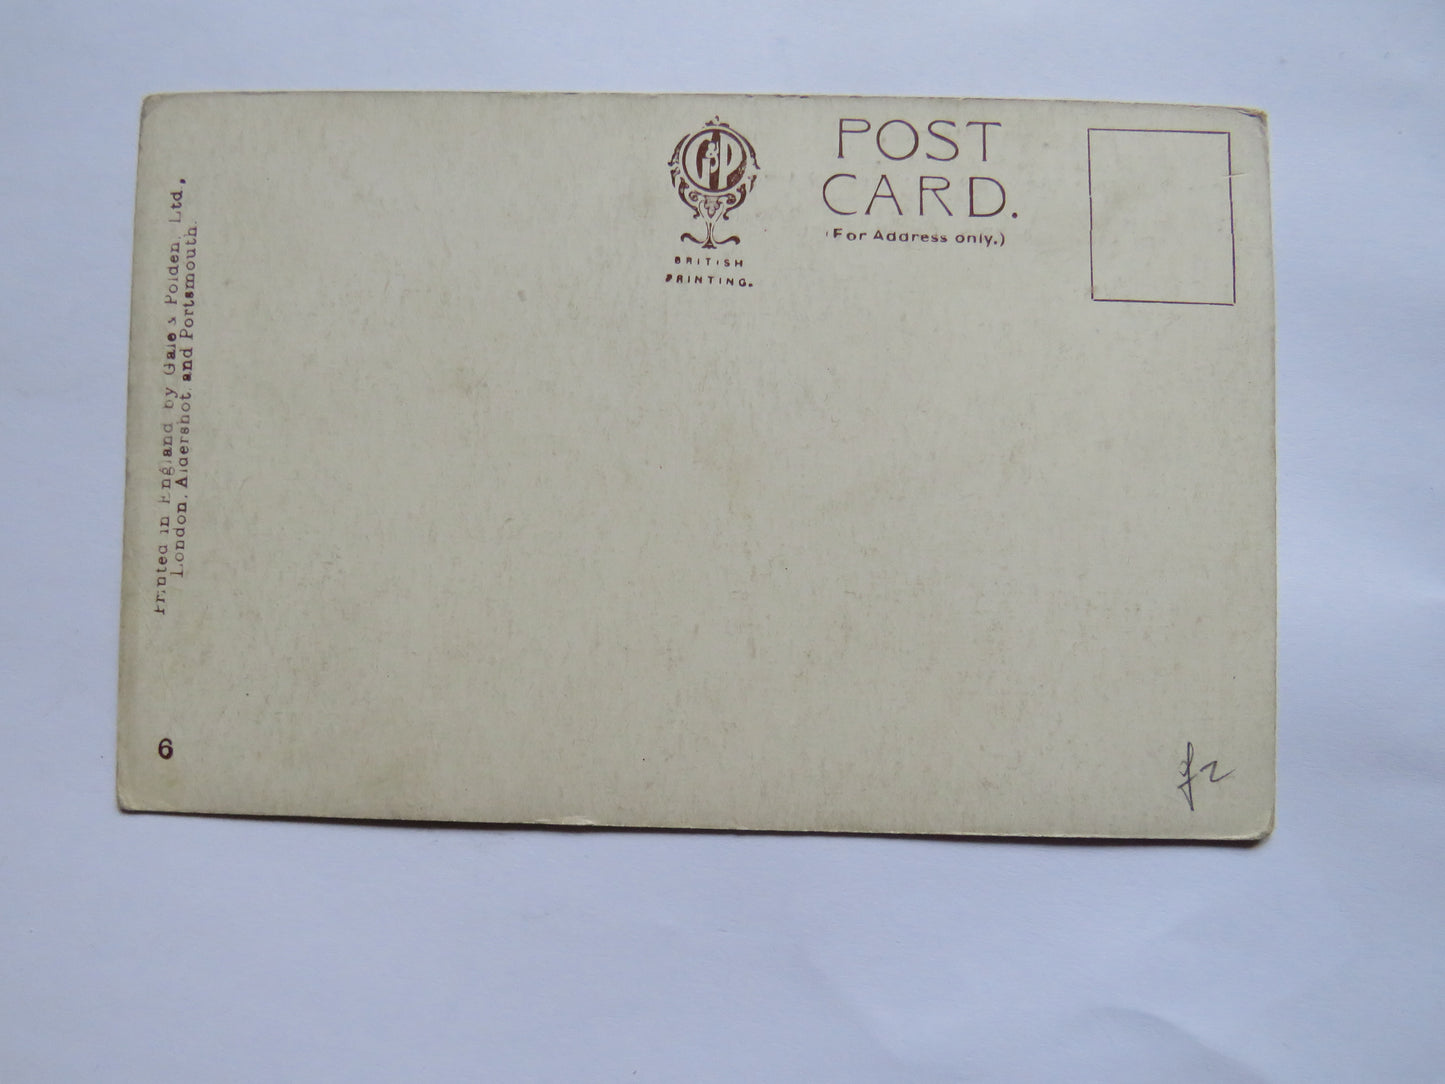 G&P
BRITISH
PRINTING.
POST
CARD.
(For Address only.)
Printed in England by Gale & Polden, Ltd.,
London, Aldershot, and Portsmouth.
6
£2